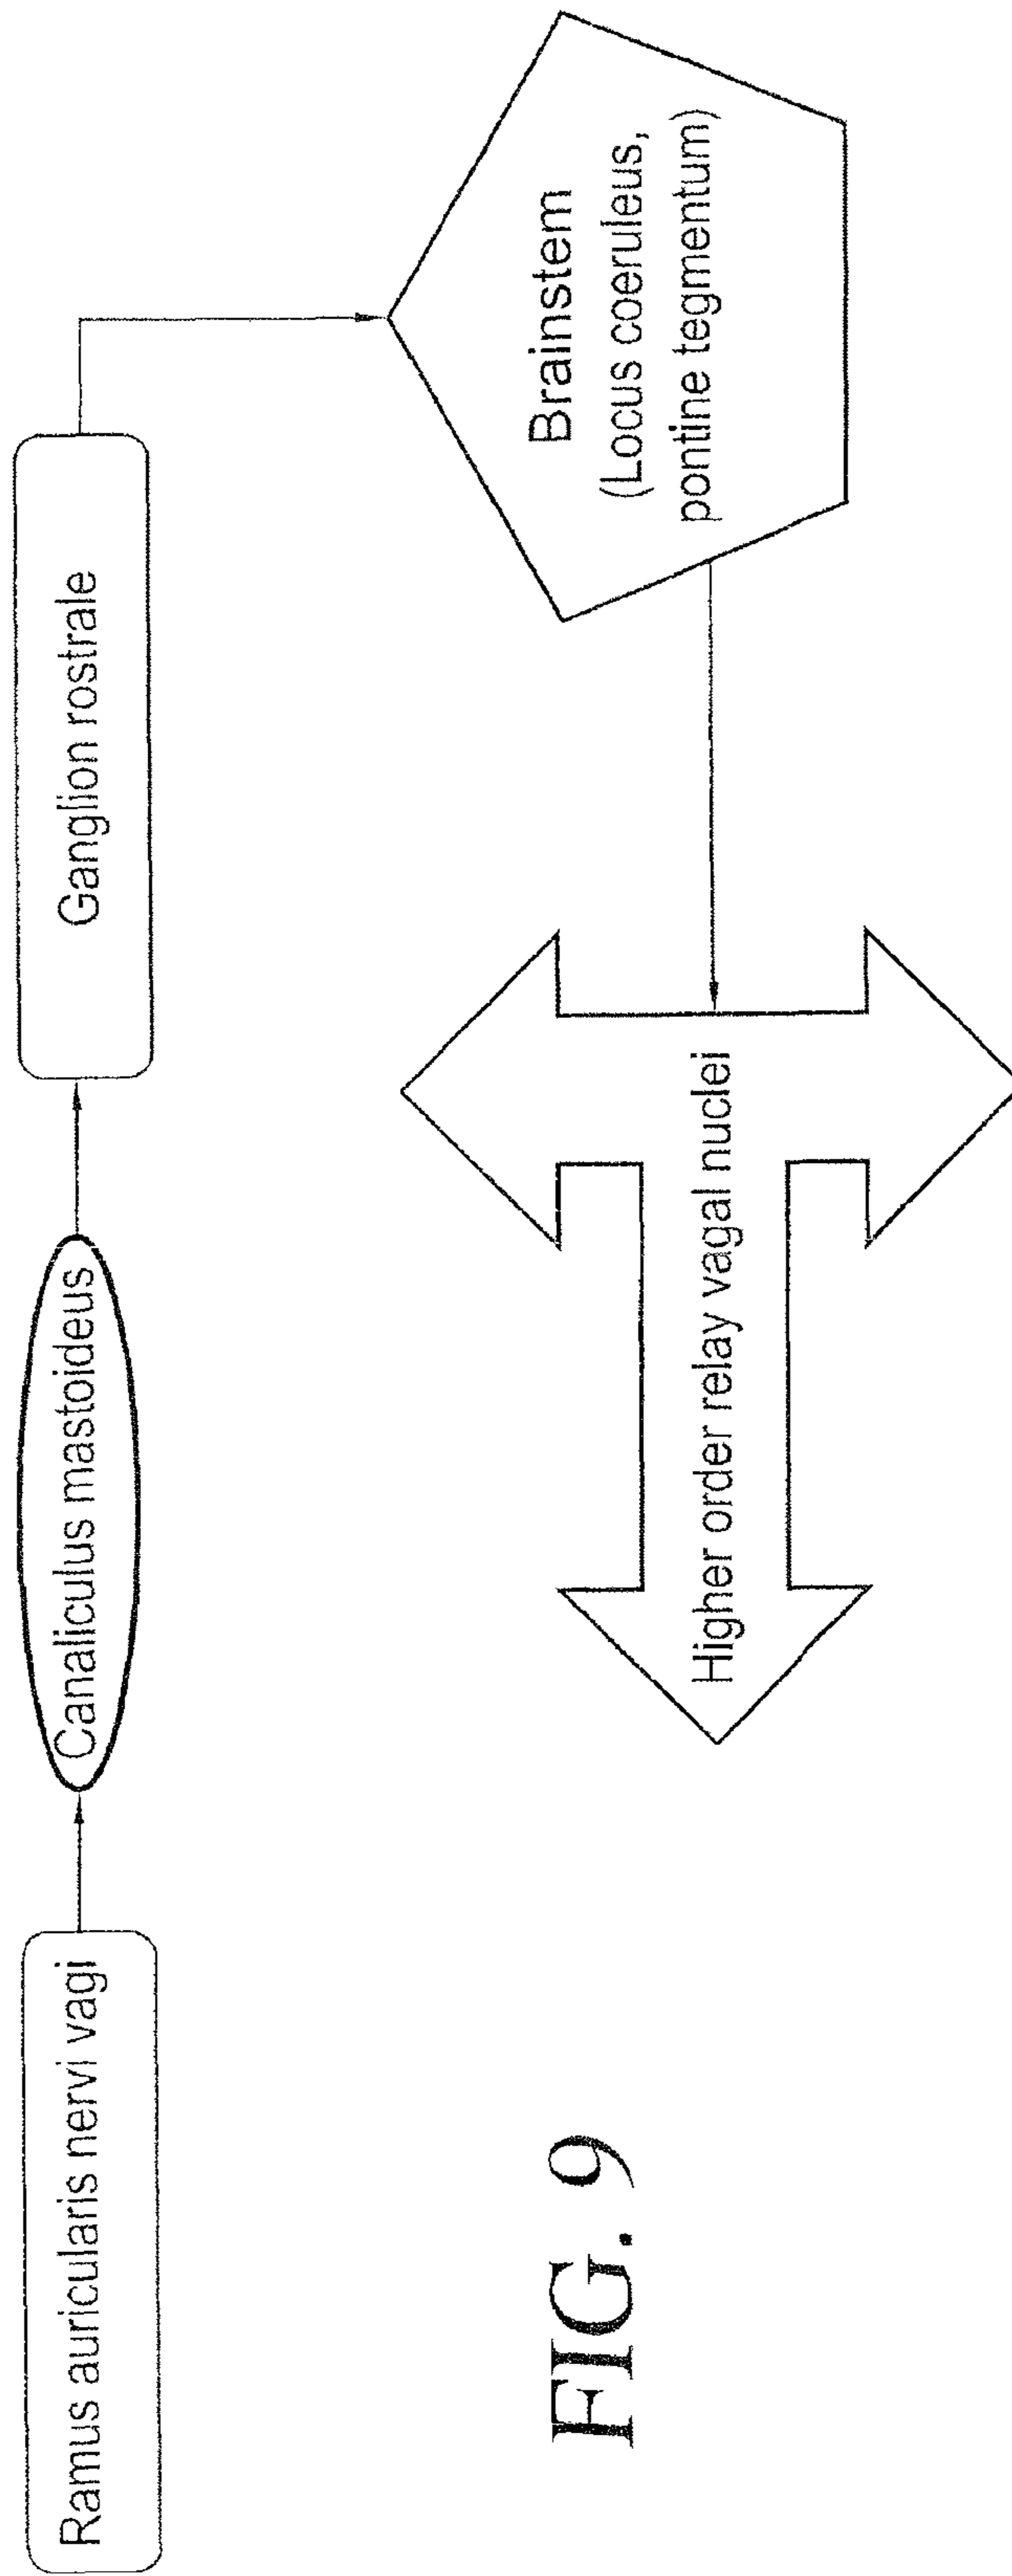 Ramus auricularis nervi vagi
Canaliculus mastoideus
Ganglion rostrale
Brainstem
(Locus coeruleus,
pontine tegmentum)
Higher order relay vagal nuclei
FIG. 9